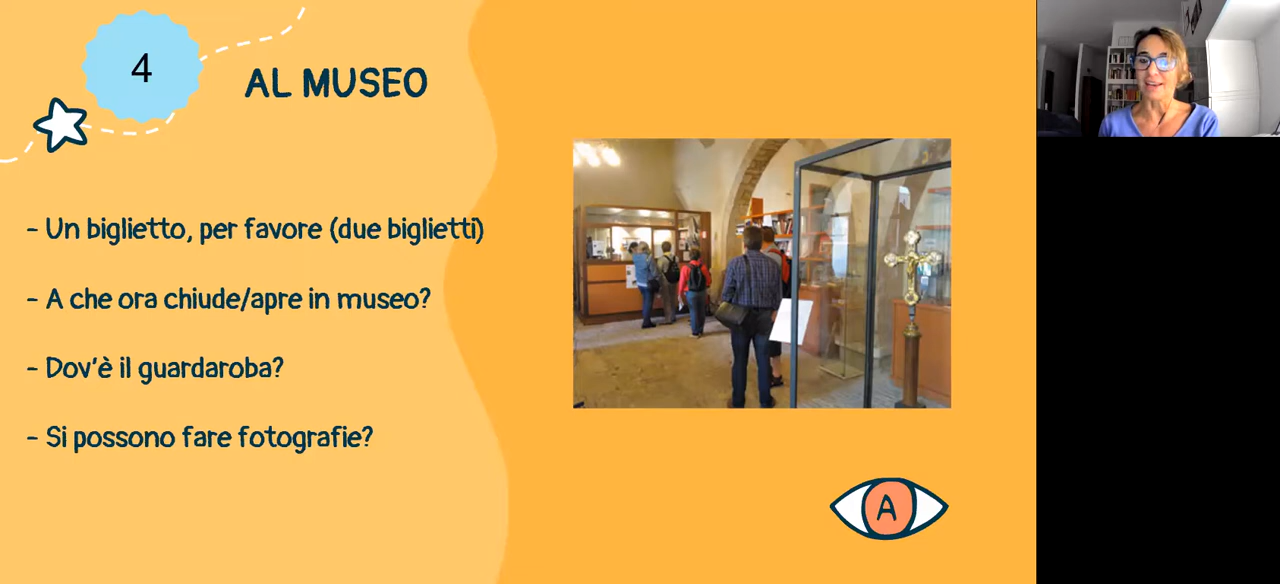 4
AL MUSEO
- Un biglietto, per favore (due biglietti)
- A che ora chiude/apre in museo?
- Dov'è il guardaroba?
- Si possono fare fotografie?
A